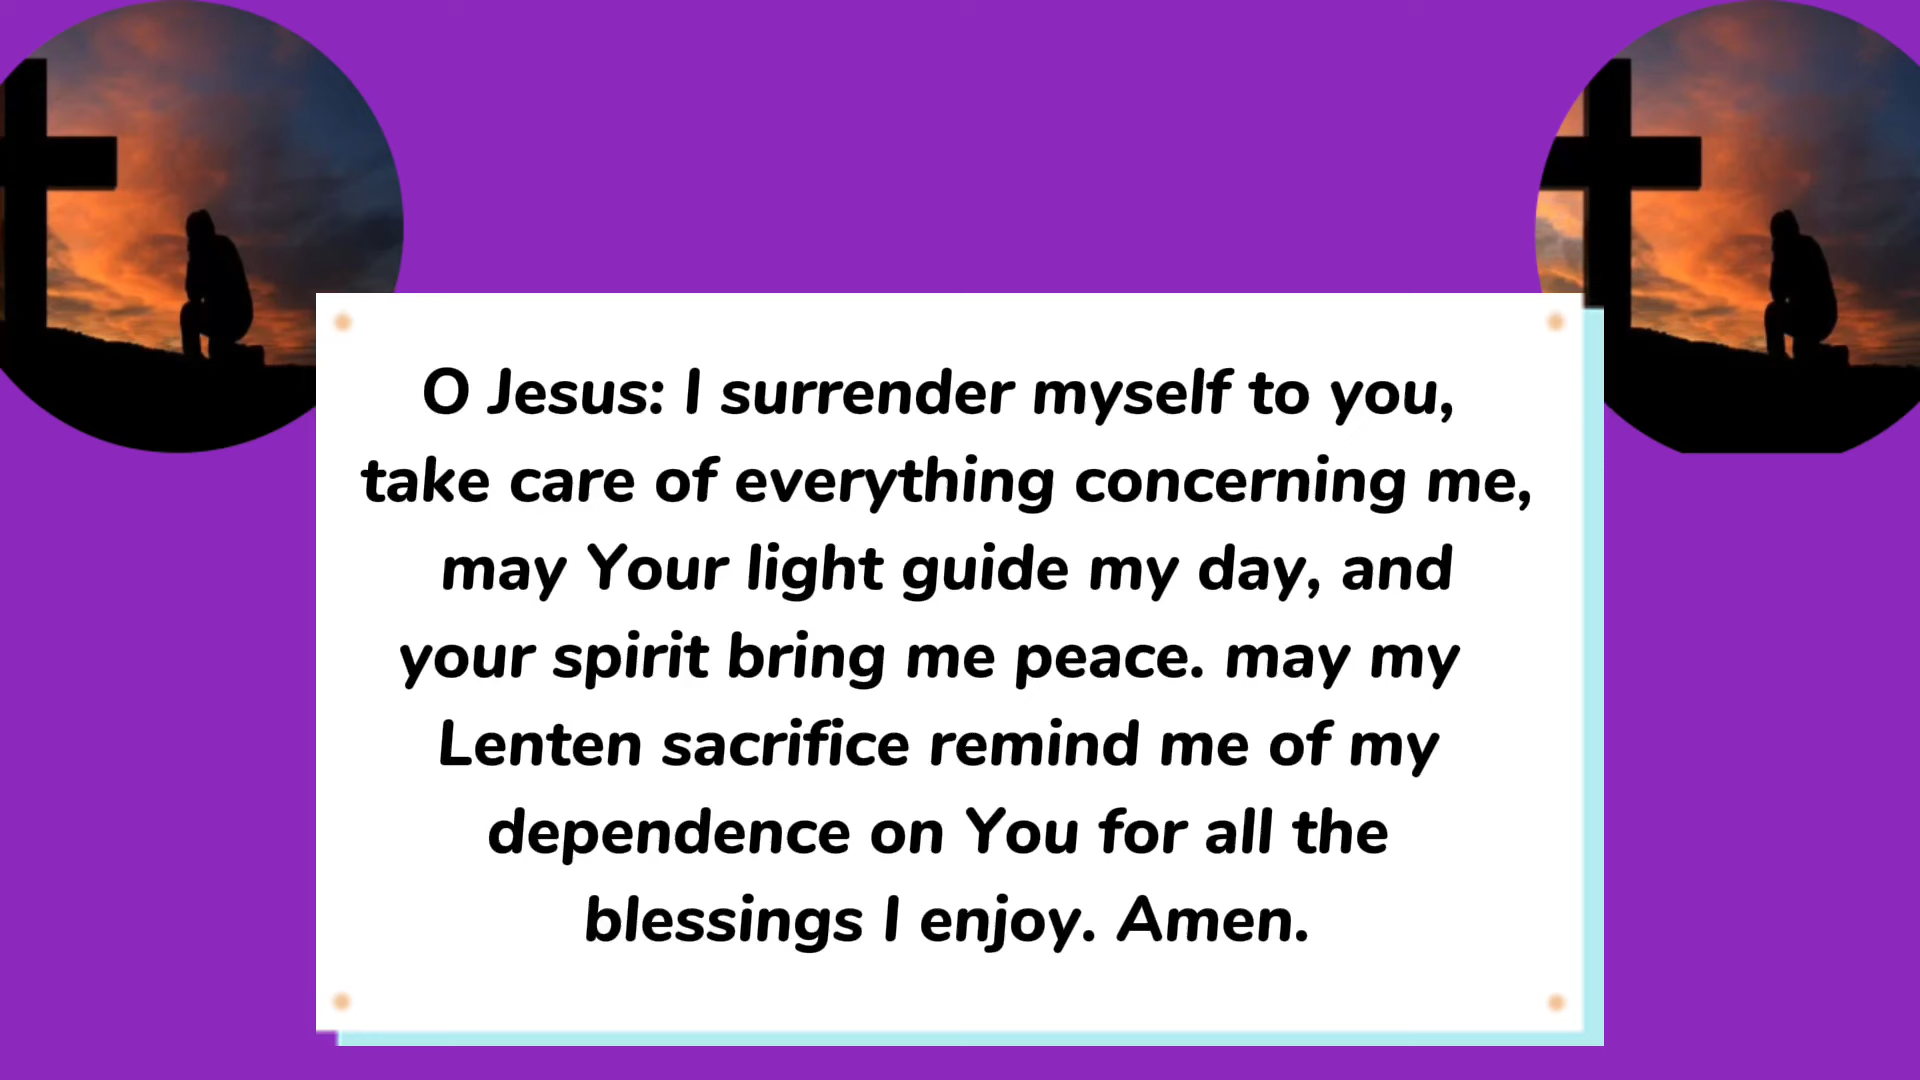 O Jesus: I surrender myself to you,
take care of everything concerning me,
may Your light guide my day, and
your spirit bring me peace. may my
Lenten sacrifice remind me of my
dependence on You for all the
blessings I enjoy. Amen.